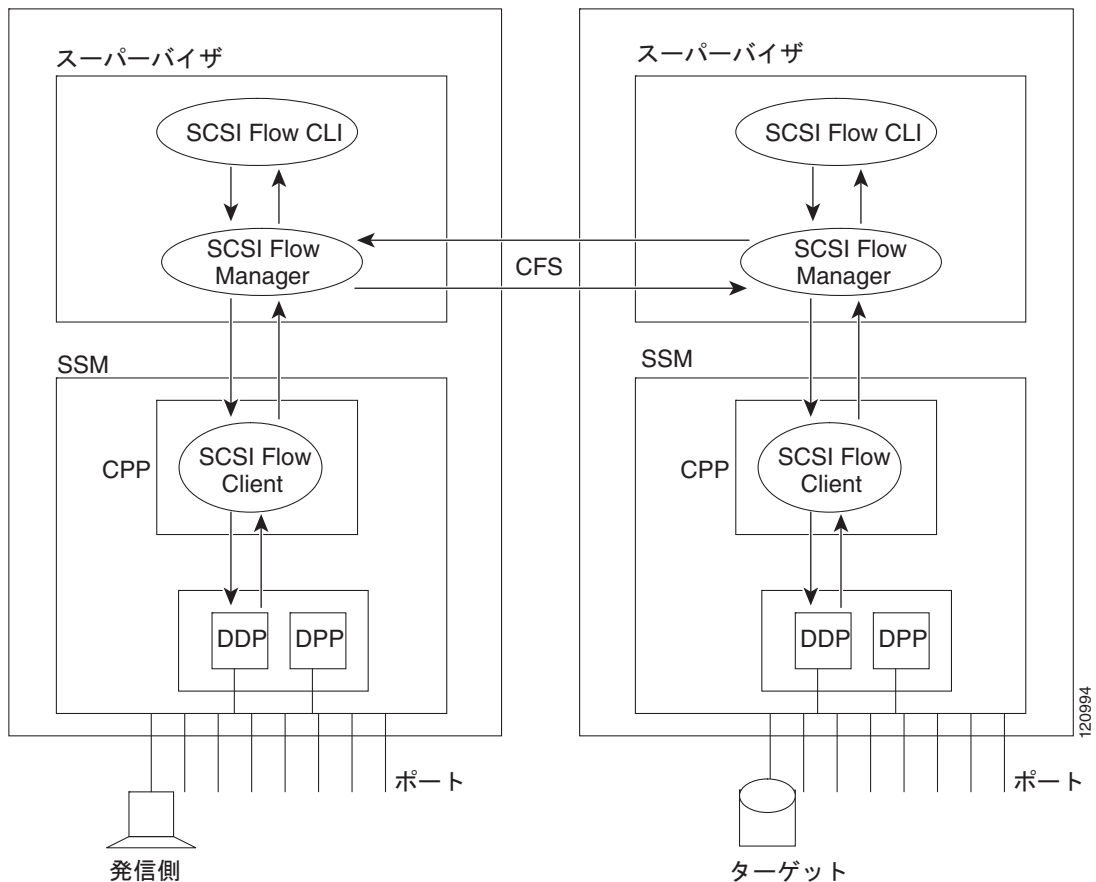 スーパーバイザ
SCSI Flow CLI
SCSI Flow
Manager
SSM
CPP
SCSI Flow
Client
DDP
DPP
ポート
発信側
CFS
スーパーバイザ
SCSI Flow CLI
SCSI Flow
Manager
SSM
CPP
SCSI Flow
Client
DDP
DPP
ポート
ターゲット
120994